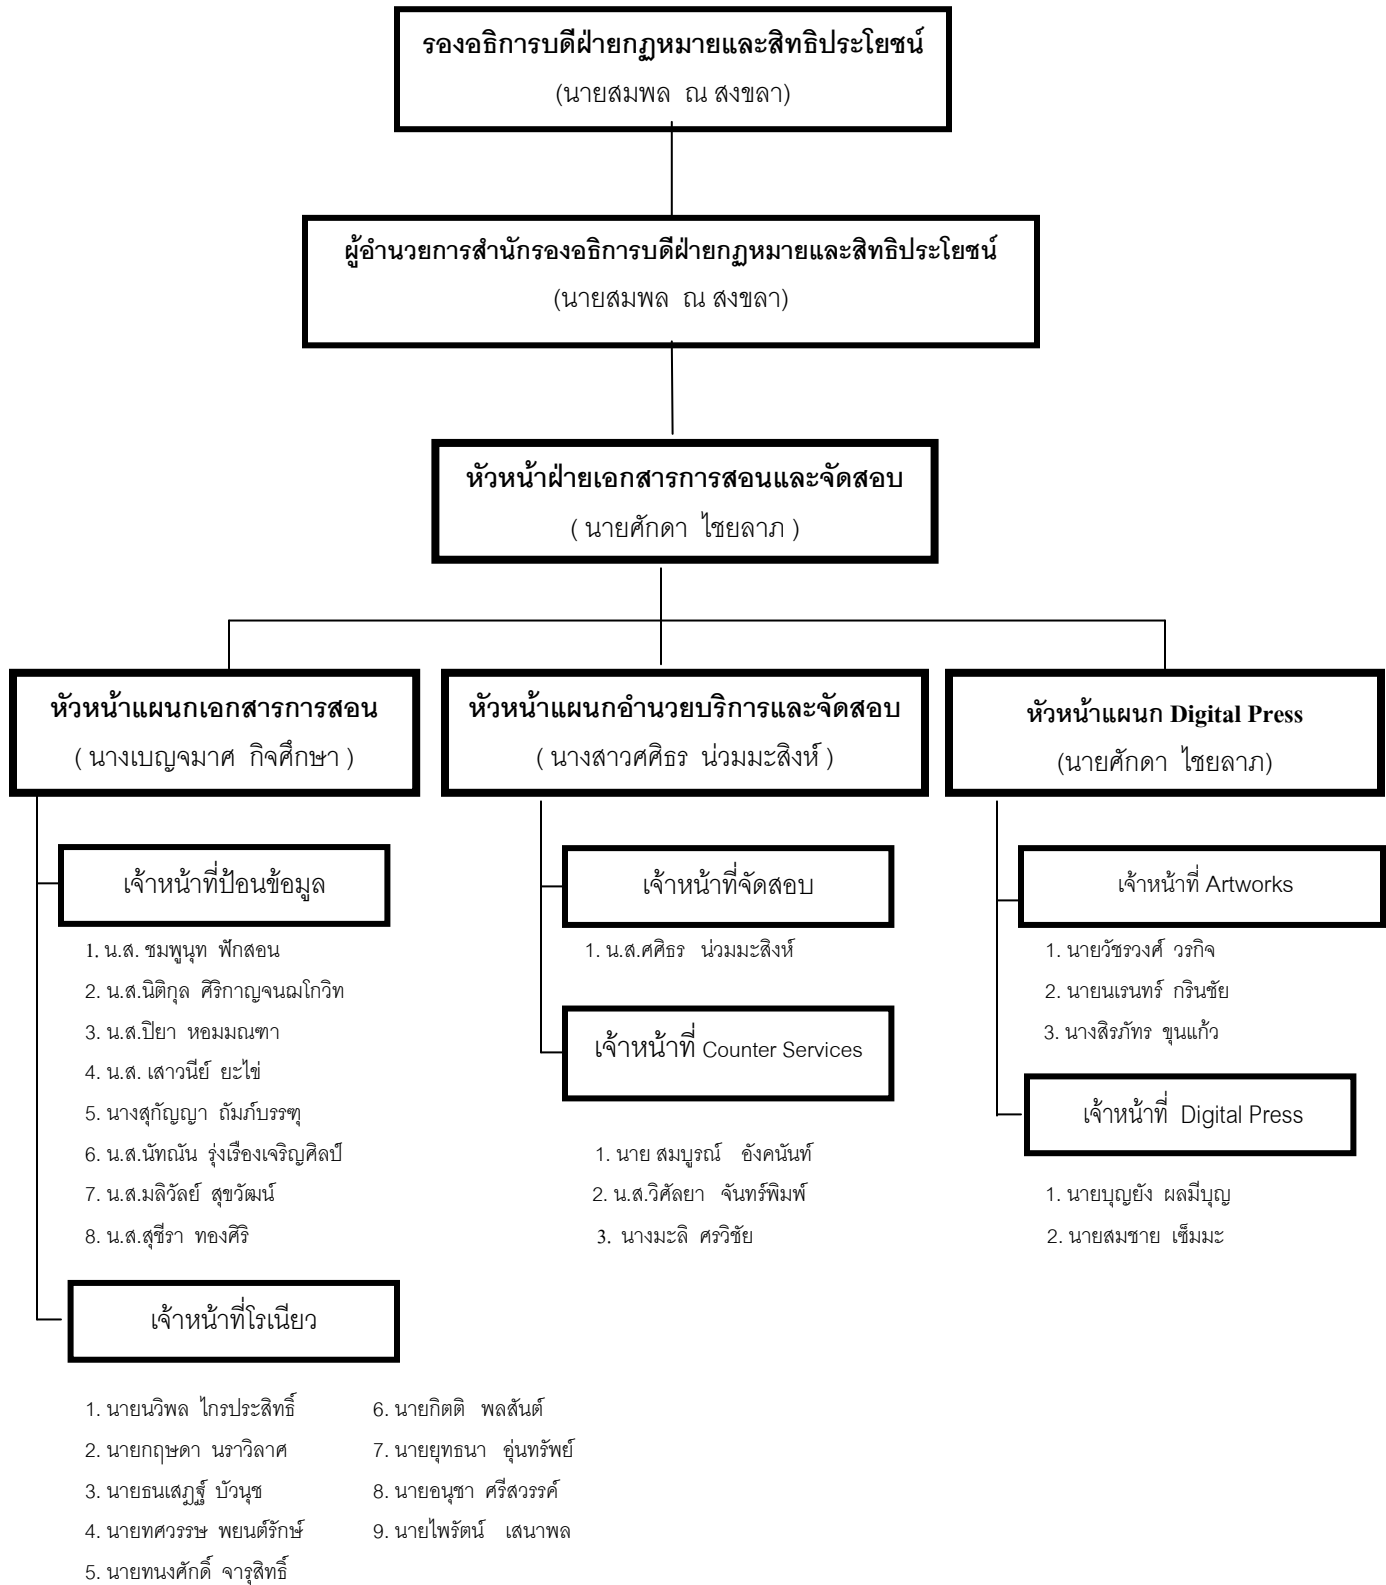 รองอธิการบดีฝ่ายกฎหมายและสิทธิประโยชน์
(นายสมพล ณ สงขลา)
ผู้อำนวยการสำนักรองอธิการบดีฝ่ายกฎหมายและสิทธิประโยชน์
(นายสมพล ณ สงขลา)
หัวหน้าฝ่ายเอกสารการสอนและจัดสอบ
( นายศักดา ไชยลาภ )
หัวหน้าแผนกเอกสารการสอน
( นางเบญจมาศ กิจศึกษา )
เจ้าหน้าที่ป้อนข้อมูล
1. น.ส. ชมพูนุท ฟักสอน
2. น.ส.นิติกุล ศิริกาญจนฌโกวิท
3. น.ส.ปิยา หอมมณฑา
4. น.ส. เสาวนีย์ ยะไข่
5. นางสุกัญญา ถัมภ์บรรฑุ
6. น.ส.นัทณัน รุ่งเรืองเจริญศิลป์
7. น.ส.มลิวัลย์ สุขวัฒน์
8. น.ส.สุชีรา ทองศิริ
เจ้าหน้าที่โรเนียว
1. นายนวิพล ไกรประสิทธิ์
2. นายกฤษดา นราวิลาศ
3. นายธนเสฎฐ์ บัวนุช
4. นายทศวรรษ พยนต์รักษ์
5. นายทนงศักดิ์ จารุสิทธิ์
6. นายกิตติ พลสันต์
7. นายยุทธนา อุ่นทรัพย์
8. นายอนุชา ศรีสวรรค์
9. นายไพรัตน์ เสนาพล
หัวหน้าแผนกอำนวยบริการและจัดสอบ
( นางสาวศศิธร น่วมมะสิงห์ )
เจ้าหน้าที่จัดสอบ
1. น.ส.ศศิธร น่วมมะสิงห์
เจ้าหน้าที่ Counter Services
1. นาย สมบูรณ์ อังคนันท์
2. น.ส.วิศัลยา จันทร์พิมพ์
3. นางมะลิ ศรวิชัย
หัวหน้าแผนก Digital Press
(นายศักดา ไชยลาภ)
เจ้าหน้าที่ Artworks
1. นายวัชรวงศ์ วรกิจ
2. นายนเรนทร์ กรินชัย
3. นางสิรภัทร ขุนแก้ว
เจ้าหน้าที่ Digital Press
1. นายบุญยัง ผลมีบุญ
2. นายสมชาย เซ็มมะ